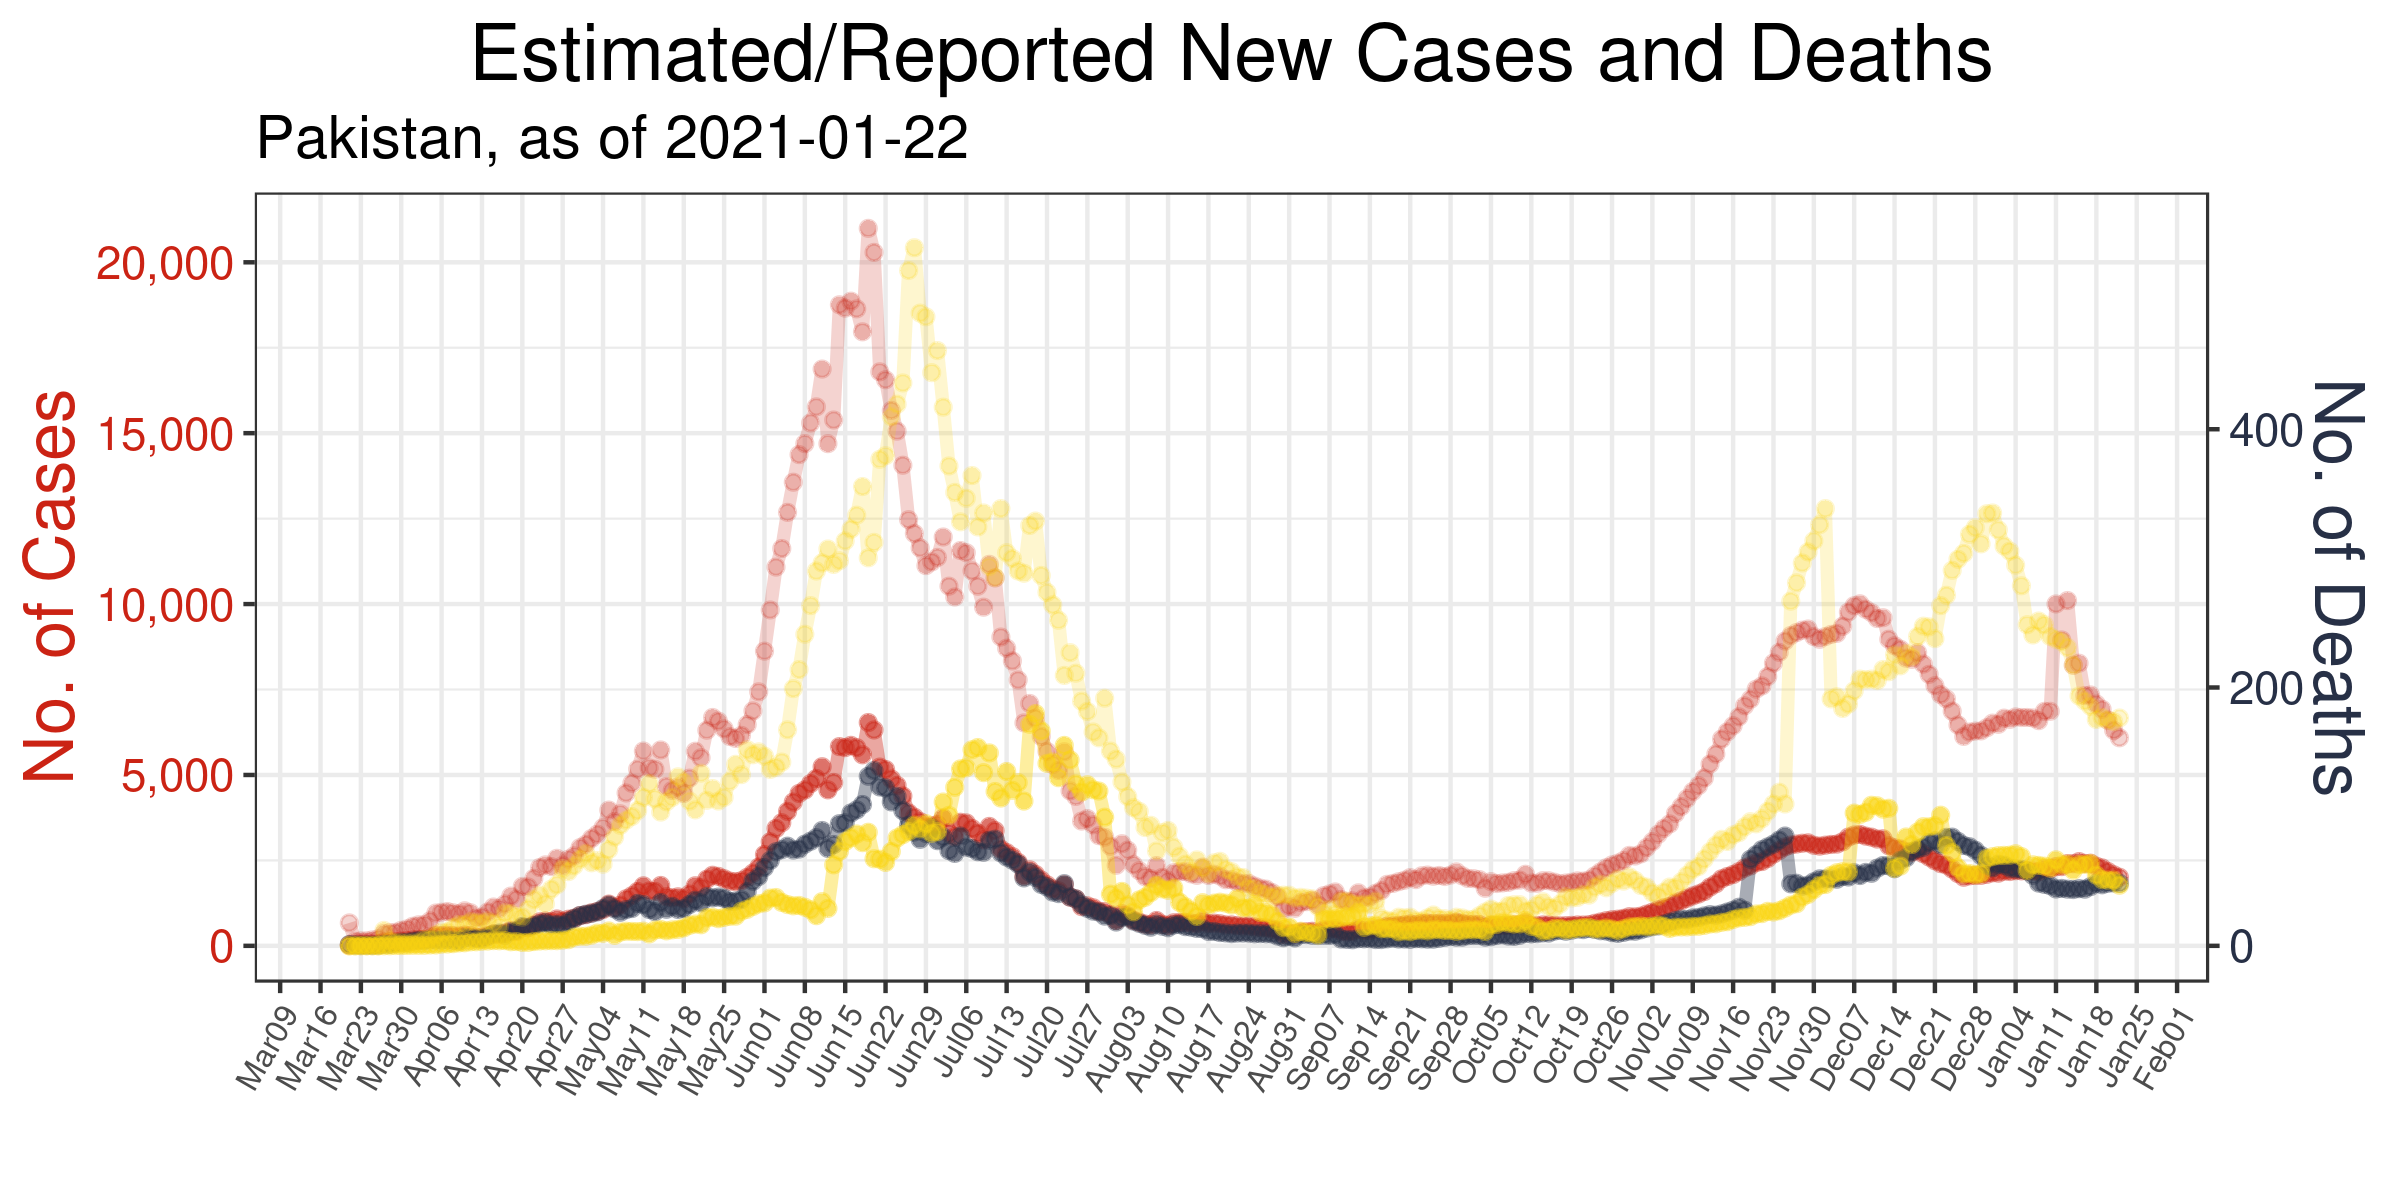 Estimated/Reported New Cases and Deaths
Pakistan, as of 2021-01-22
No. of Cases
20,000
15,000
10,000
5,000
0
No. of Deaths
400
200
0
Mar09
Mar16
Mar23
Mar30
Apr06
Apr13
Apr20
Apr27
May04
May11
May18
May25
Jun01
Jun08
Jun15
Jun22
Jun29
Jul06
Jul13
Jul20
Jul27
Aug03
Aug10
Aug17
Aug24
Aug31
Sep07
Sep14
Sep21
Sep28
Oct05
Oct12
Oct19
Oct26
Nov02
Nov09
Nov16
Nov23
Nov30
Dec07
Dec14
Dec21
Dec28
Jan04
Jan11
Jan18
Jan25
Feb01